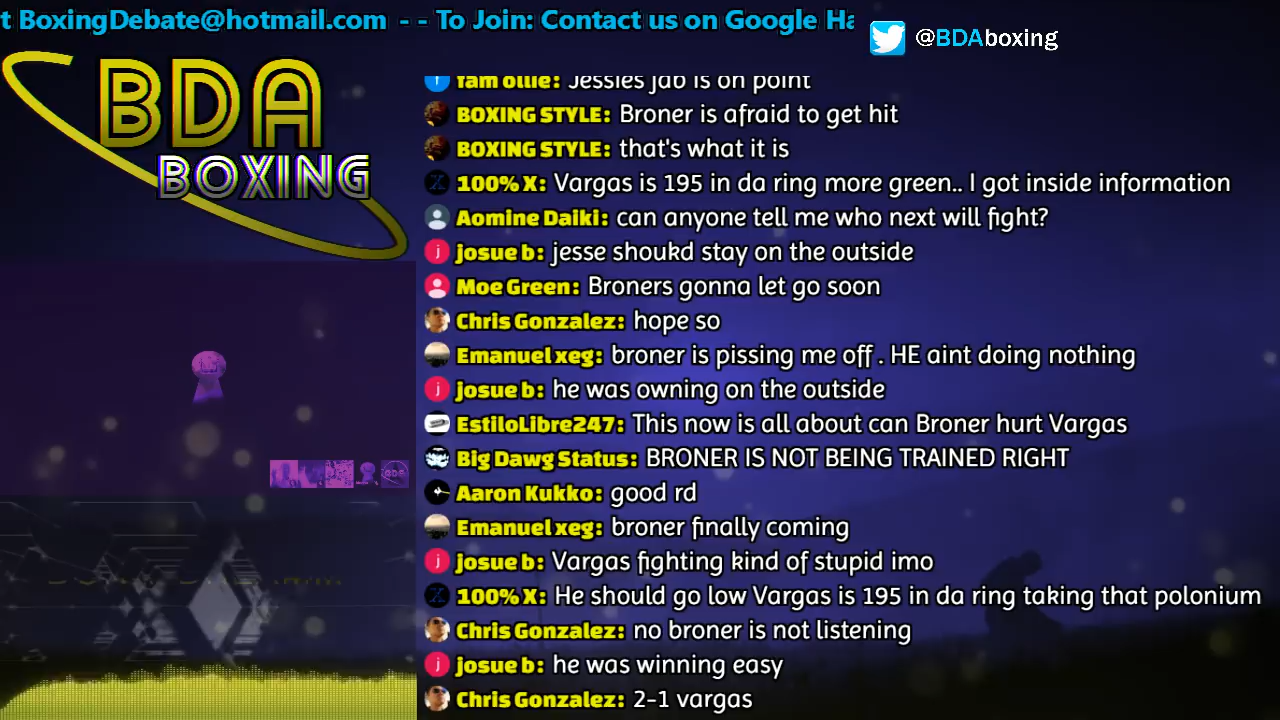 t BoxingDebate@hotmail.com - - To Join: Contact us on Google Ha
@BDAboxing
BDA
BOXING
fam ollie: Jessies jab is on point
BOXING STYLE: Broner is afraid to get hit
BOXING STYLE: that's what it is
100% X: Vargas is 195 in da ring more green.. I got inside information
Aomine Daiki: can anyone tell me who next will fight?
josue b: jesse shoukd stay on the outside
Moe Green: Broners gonna let go soon
Chris Gonzalez: hope so
Emanuel xeg: broner is pissing me off . HE aint doing nothing
josue b: he was owning on the outside
EstiloLibre247: This now is all about can Broner hurt Vargas
Big Dawg Status: BRONER IS NOT BEING TRAINED RIGHT
Aaron Kukko: good rd
Emanuel xeg: broner finally coming
josue b: Vargas fighting kind of stupid imo
100% X: He should go low Vargas is 195 in da ring taking that polonium
Chris Gonzalez: no broner is not listening
josue b: he was winning easy
Chris Gonzalez: 2-1 vargas